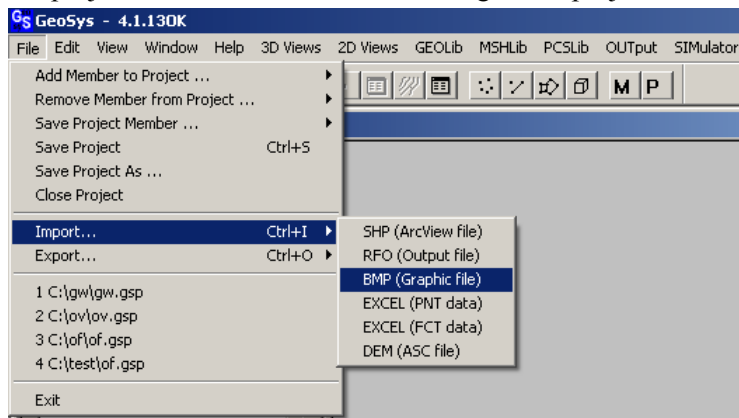 GS GeoSys - 4.1.13OK
File Edit View Window Help 3D Views 2D Views GEOLib MSHLib PCSLib OUTput SIMulator
Add Member to Project ...
Remove Member from Project ...
Save Project Member ...
Save Project Ctrl+S
Save Project As ...
Close Project
M P
Import... Ctrl+I
Export... Ctrl+O
SHP (ArcView file)
RFO (Output file)
BMP (Graphic file)
EXCEL (PNT data)
EXCEL (FCT data)
DEM (ASC file)
1 C:\gw\gw.gsp
2 C:\ov\ov.gsp
3 C:\of\of.gsp
4 C:\test\of.gsp
Exit